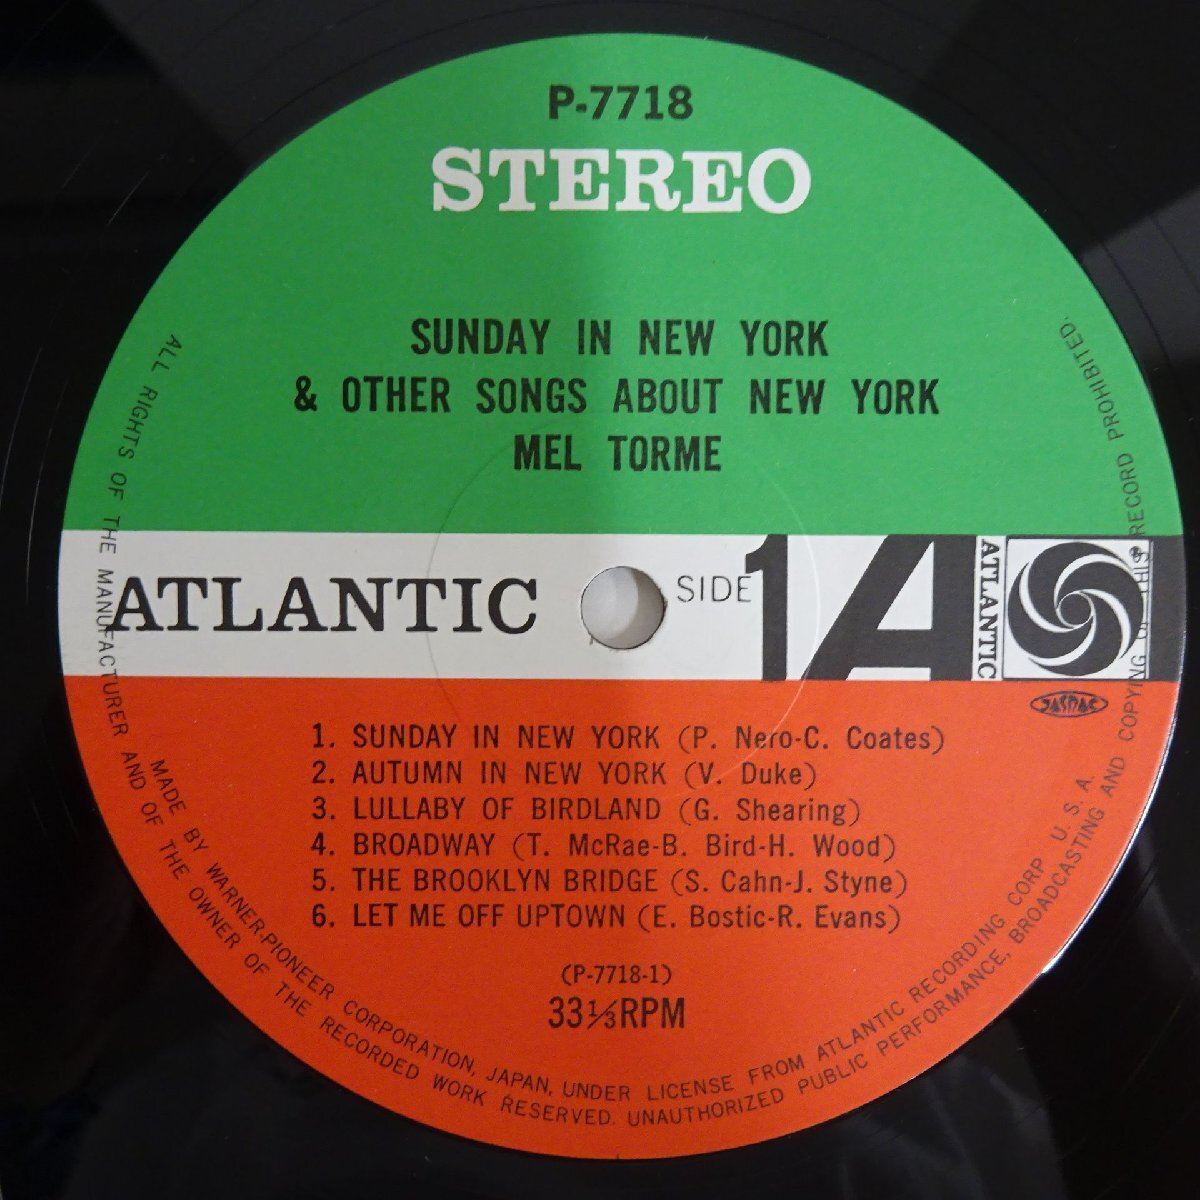 P-7718
STEREO
SUNDAY IN NEW YORK
& OTHER SONGS ABOUT NEW YORK
MEL TORME
ATLANTIC
SIDE 1
A
ATLANTIC
JASRAC
1. SUNDAY IN NEW YORK (P. Nero-C. Coates)
2. AUTUMN IN NEW YORK (V. Duke)
3. LULLABY OF BIRDLAND (G. Shearing)
4. BROADWAY (T. McRae-B. Bird-H. Wood)
5. THE BROOKLYN BRIDGE (S. Cahn-J. Styne)
6. LET ME OFF UPTOWN (E. Bostic-R. Evans)
(P-7718-1)
33⅓RPM
MADE BY WARNER-PIONEER CORPORATION, JAPAN, UNDER LICENSE FROM ATLANTIC RECORDING CORP. U. S. A.
ALL RIGHTS OF THE MANUFACTURER AND OF THE OWNER OF THE RECORDED WORK RESERVED. UNAUTHORIZED PUBLIC PERFORMANCE, BROADCASTING AND COPYING OF THIS RECORD PROHIBITED.